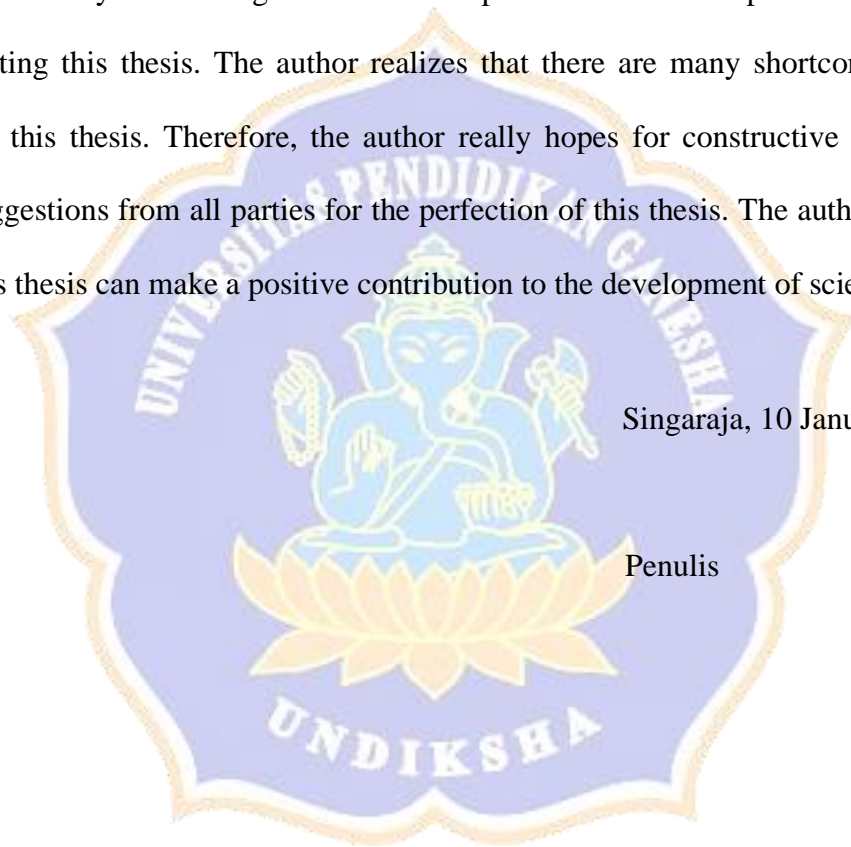 ting this thesis. The author realizes that there are many shortcor
this thesis. Therefore, the author really hopes for constructive
ggestions from all parties for the perfection of this thesis. The auth
s thesis can make a positive contribution to the development of scie
Singaraja, 10 Janu
Penulis
UNIVERSITAS PENDIDIKAN GANESHA
UNDIKSHA